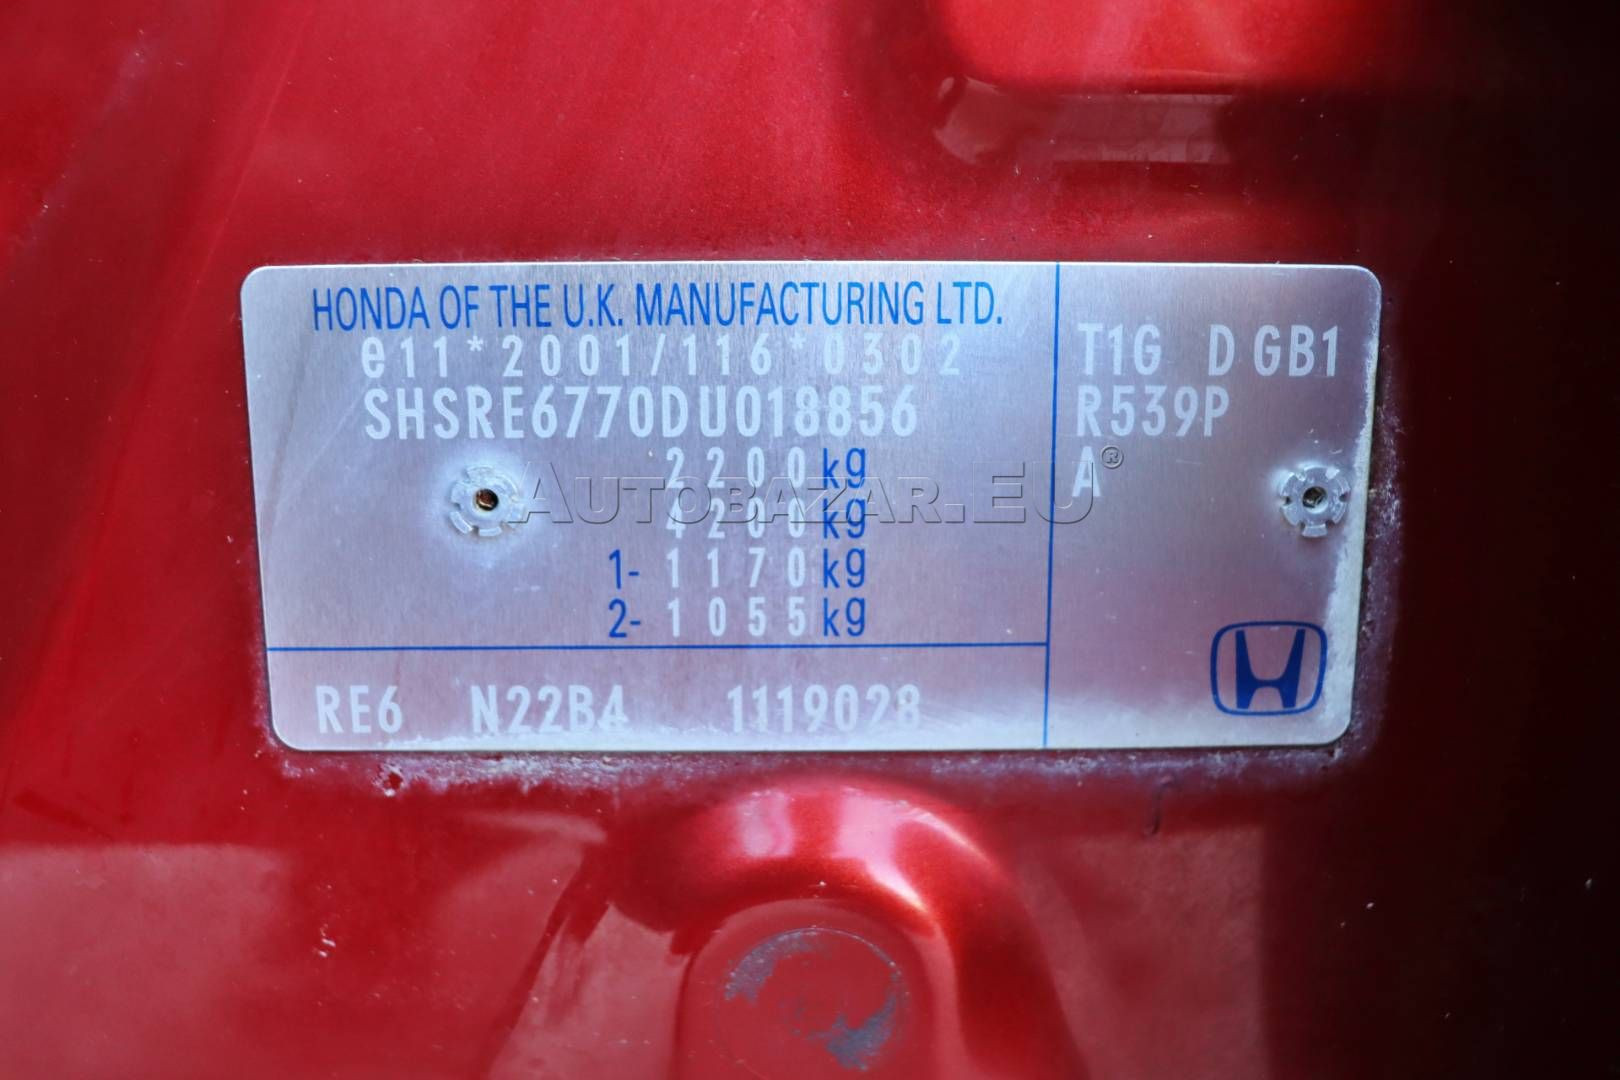 HONDA OF THE U.K. MANUFACTURING LTD.
e11*2001/116*0302
SHSRE6770DU018856
2200kg
4200kg
1- 1170kg
2- 1055kg
RE6 N22B4 1119028
T1G D GB1
R539P
A
AUTOBAZAR.EU®